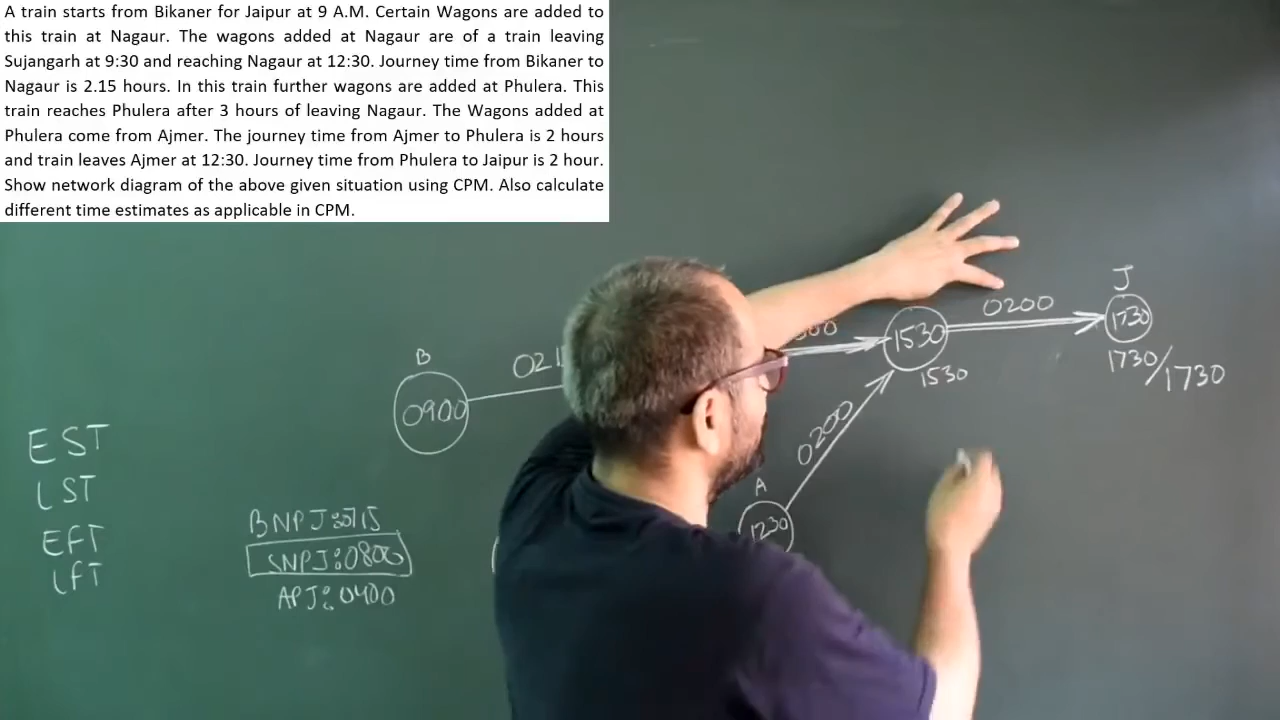 A train starts from Bikaner for Jaipur at 9 A.M. Certain Wagons are added to
this train at Nagaur. The wagons added at Nagaur are of a train leaving
Sujangarh at 9:30 and reaching Nagaur at 12:30. Journey time from Bikaner to
Nagaur is 2.15 hours. In this train further wagons are added at Phulera. This
train reaches Phulera after 3 hours of leaving Nagaur. The Wagons added at
Phulera come from Ajmer. The journey time from Ajmer to Phulera is 2 hours
and train leaves Ajmer at 12:30. Journey time from Phulera to Jaipur is 2 hour.
Show network diagram of the above given situation using CPM. Also calculate
different time estimates as applicable in CPM.
J
0200
1730
1530
1730/1730
1530
B
021
0900
0200
A
1230
EST
LST
EFT
LFT
BNPJ:
SNPJ:0800
APJ:0400